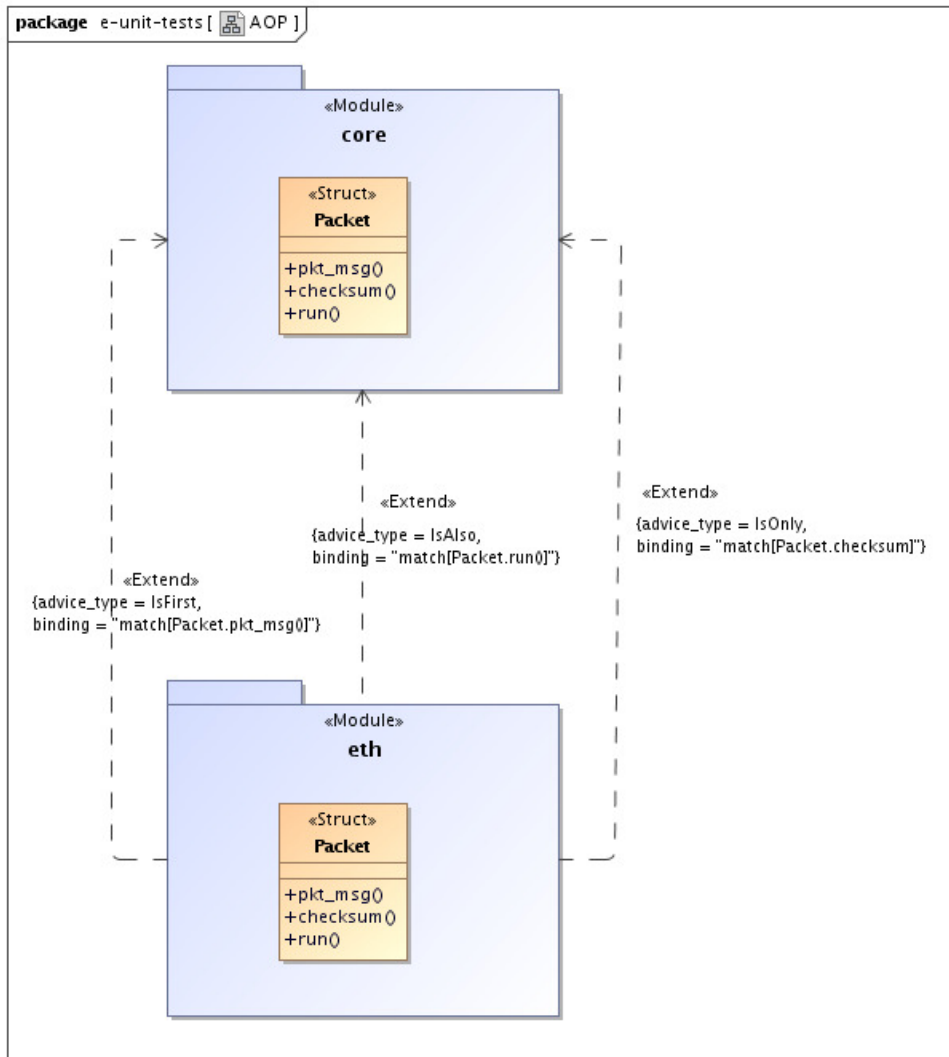 package e-unit-tests [ AOP ]
«Module»
core
«Struct»
Packet
+pkt_msg()
+checksum()
+run()
«Extend»
{advice_type = IsFirst,
binding = "match[Packet.pkt_msg()]"}
«Extend»
{advice_type = IsAlso,
binding = "match[Packet.run()]"}
«Extend»
{advice_type = IsOnly,
binding = "match[Packet.checksum]"}
«Module»
eth
«Struct»
Packet
+pkt_msg()
+checksum()
+run()